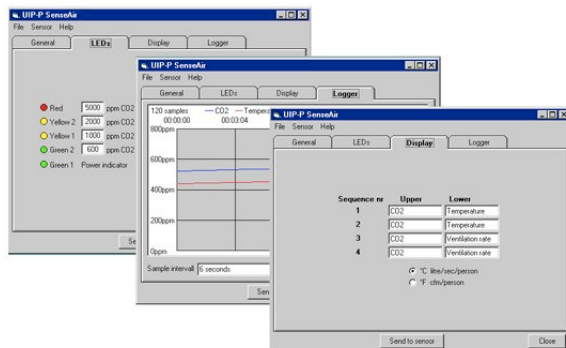 UIP-P SenseAir
File Sensor Help
General LEDs Display Logger
Red 5000 ppm CO2
Yellow 2 2000 ppm CO2
Yellow 1 1000 ppm CO2
Green 2 600 ppm CO2
Green 1 Power indicator
UIP-P SenseAir
File Sensor Help
General LEDs Display Logger
120 samples CO2
00:00:00 00:03:04
800ppm
600ppm
400ppm
200ppm
0ppm
Sample intervall 6 seconds
UIP-P SenseAir
File Sensor Help
General LEDs Display Logger
Sequence nr Upper Lower
1 CO2 Temperature
2 CO2 Temperature
3 CO2 Ventilation rate
4 CO2 Ventilation rate
°C litre/sec/person
°F cfm/person
Send to sensor Close